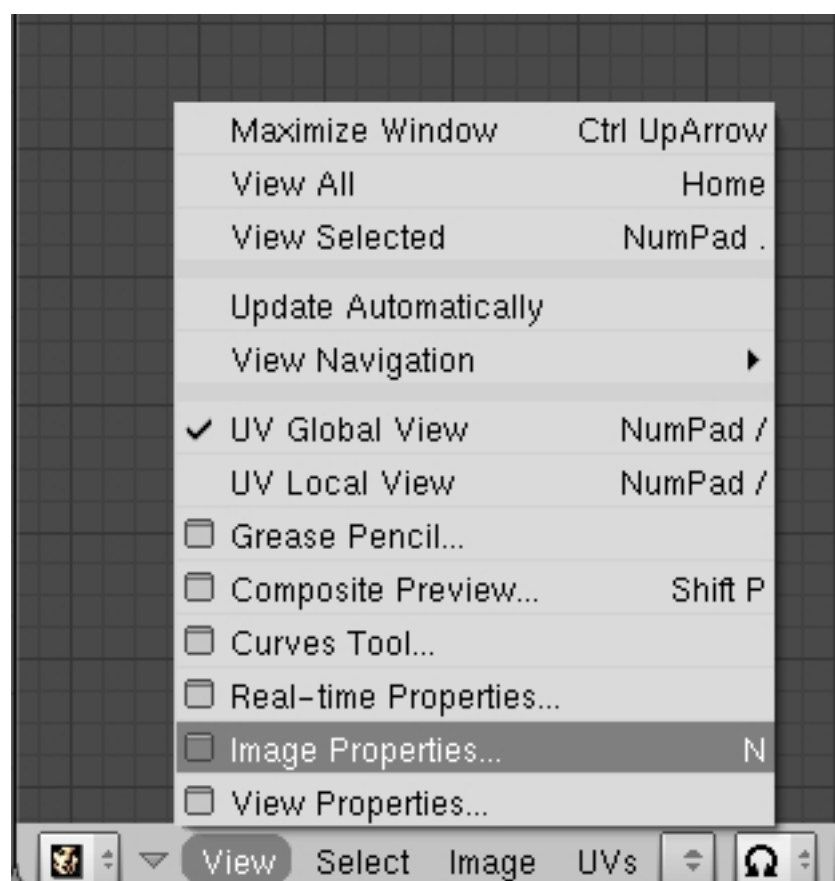 Maximize Window Ctrl UpArrow
View All Home
View Selected NumPad .
Update Automatically
View Navigation
UV Global View NumPad /
UV Local View NumPad /
Grease Pencil...
Composite Preview... Shift P
Curves Tool...
Real-time Properties...
Image Properties... N
View Properties...
View Select Image UVs